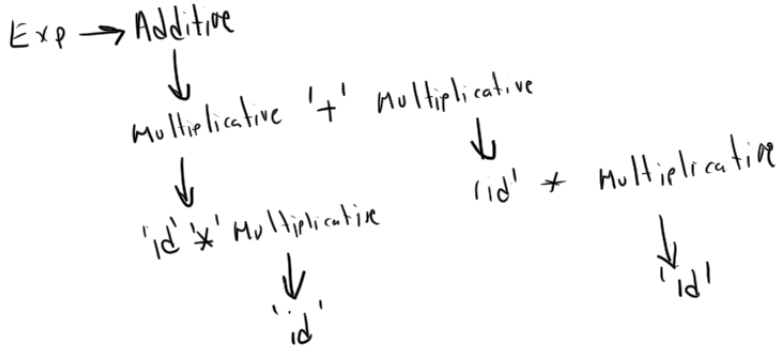 Exp → Additive
Multiplicative '+' Multiplicative
'id' '*' Multiplicative
'id' * Multiplicative
'id'
'id'